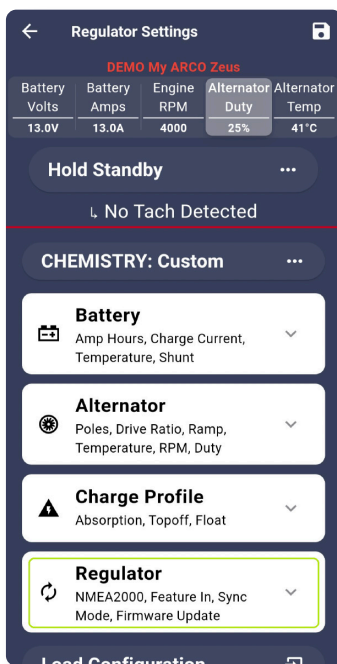 Regulator Settings
DEMO My ARCO Zeus
Battery Volts Battery Amps Engine RPM Alternator Duty Alternator Temp
13.0V 13.0A 4000 25% 41°C
Hold Standby
↳ No Tach Detected
CHEMISTRY: Custom
Battery
Amp Hours, Charge Current,
Temperature, Shunt
Alternator
Poles, Drive Ratio, Ramp,
Temperature, RPM, Duty
Charge Profile
Absorption, Topoff, Float
Regulator
NMEA2000, Feature In, Sync
Mode, Firmware Update
Load Configuration